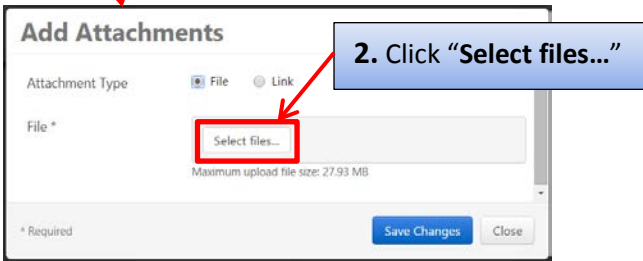 Add Attachments
2. Click “Select files…”
Attachment Type
File
Link
File *
Select files...
Maximum upload file size: 27.93 MB
* Required
Save Changes
Close